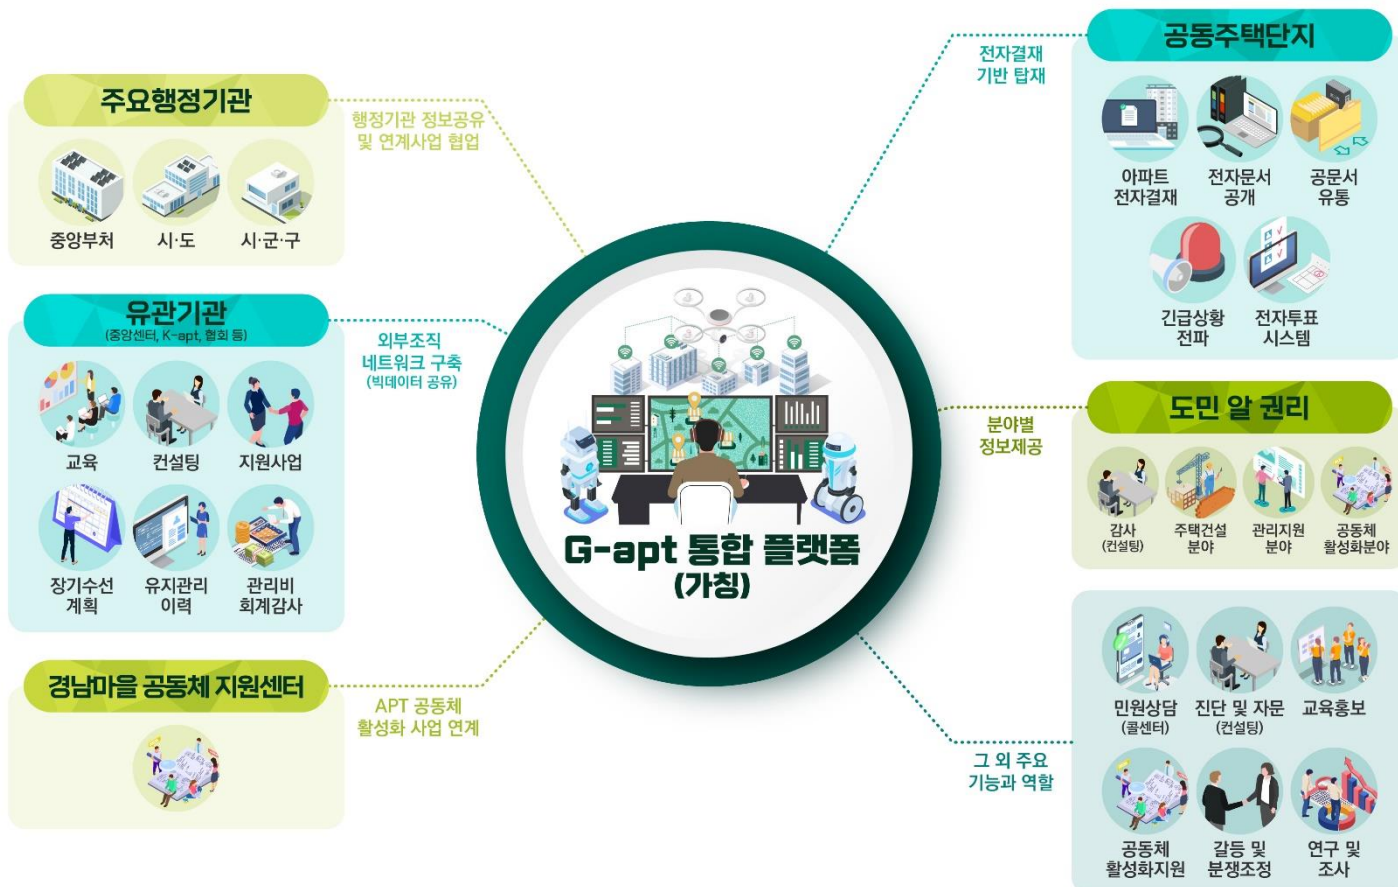 주요행정기관
중앙부처
시·도
시·군·구
행정기관 정보공유
및 연계사업 협업
유관기관
(중앙센터, K-apt, 협회 등)
교육
컨설팅
지원사업
장기수선
계획
유지관리
이력
관리비
회계감사
외부조직
네트워크 구축
(빅데이터 공유)
경남마을 공동체 지원센터
APT 공동체
활성화 사업 연계
G-apt 통합 플랫폼
(가칭)
전자결재
기반 탑재
공동주택단지
아파트
전자결재
전자문서
공개
공문서
유통
긴급상황
전파
전자투표
시스템
분야별
정보제공
도민 알 권리
감사
(컨설팅)
주택건설
분야
관리지원
분야
공동체
활성화분야
그 외 주요
기능과 역할
민원상담
(콜센터)
진단 및 자문
(컨설팅)
교육홍보
공동체
활성화지원
갈등 및
분쟁조정
연구 및
조사